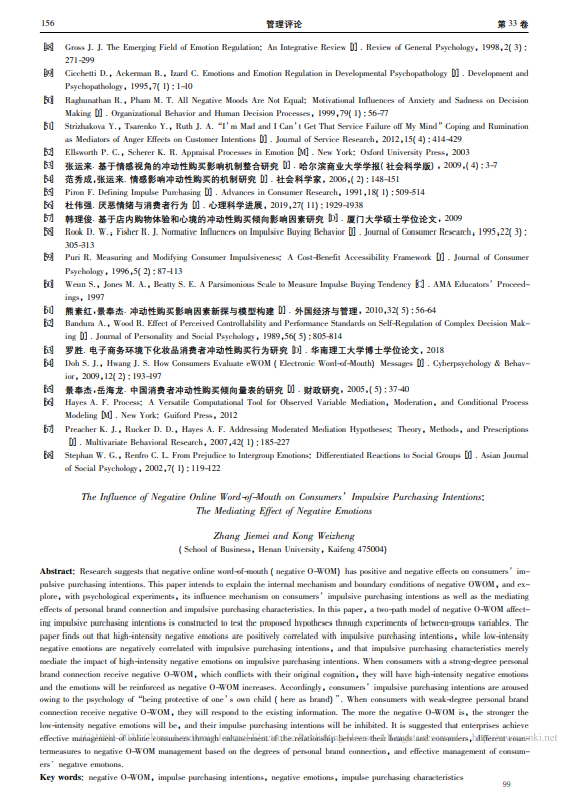 156 管理评论 第 33 卷
[48] Gross J. J. The Emerging Field of Emotion Regulation: An Integrative Review [J]. Review of General Psychology, 1998,2(3):
271-299
[49] Cicchetti D., Ackerman B., Izard C. Emotions and Emotion Regulation in Developmental Psychopathology [J]. Development and
Psychopathology, 1995,7(1):1-10
[50] Raghunathan R., Pham M. T. All Negative Moods Are Not Equal: Motivational Influences of Anxiety and Sadness on Decision
Making [J]. Organizational Behavior and Human Decision Processes, 1999,79(1):56-77
[51] Strizhakova Y., Tsarenko Y., Ruth J. A. “I’m Mad and I Can’t Get That Service Failure off My Mind” Coping and Rumination
as Mediators of Anger Effects on Customer Intentions [J]. Journal of Service Research, 2012,15(4):414-429
[52] Ellsworth P. C., Scherer K. R. Appraisal Processes in Emotion [M]. New York: Oxford University Press, 2003
[53] 张运来. 基于情感视角的冲动性购买影响机制整合研究 [J]. 哈尔滨商业大学学报(社会科学版), 2009,(4):3-7
[54] 范秀成,张运来. 情感影响冲动性购买的机制研究 [J]. 社会科学家, 2006,(2):148-151
[55] Piron F. Defining Impulse Purchasing [J]. Advances in Consumer Research, 1991,18(1):509-514
[56] 杜伟强. 厌恶情绪与消费者行为 [J]. 心理科学进展, 2019,27(11):1929-1938
[57] 韩理俊. 基于店内购物体验和心境的冲动性购买倾向影响因素研究 [D]. 厦门大学硕士学位论文, 2009
[58] Rook D. W., Fisher R. J. Normative Influences on Impulsive Buying Behavior [J]. Journal of Consumer Research, 1995,22(3):
305-313
[59] Puri R. Measuring and Modifying Consumer Impulsiveness: A Cost-Benefit Accessibility Framework [J]. Journal of Consumer
Psychology, 1996,5(2):87-113
[60] Weun S., Jones M. A., Beatty S. E. A Parsimonious Scale to Measure Impulse Buying Tendency [C]. AMA Educators’ Proceed-
ings, 1997
[61] 熊素红,景奉杰. 冲动性购买影响因素新探与模型构建 [J]. 外国经济与管理, 2010,32(5):56-64
[62] Bandura A., Wood R. Effect of Perceived Controllability and Performance Standards on Self-Regulation of Complex Decision Mak-
ing [J]. Journal of Personality and Social Psychology, 1989,56(5):805-814
[63] 罗胜. 电子商务环境下化妆品消费者冲动性购买行为研究 [D]. 华南理工大学博士学位论文, 2018
[64] Doh S. J., Hwang J. S. How Consumers Evaluate eWOM (Electronic Word-of-Mouth) Messages [J]. Cyberpsychology & Behav-
ior, 2009,12(2):193-197
[65] 景奉杰,岳海龙. 中国消费者冲动性购买倾向量表的研究 [J]. 财政研究, 2005,(5):37-40
[66] Hayes A. F. Process: A Versatile Computational Tool for Observed Variable Mediation, Moderation, and Conditional Process
Modeling [M]. New York: Guiford Press, 2012
[67] Preacher K. J., Rucker D. D., Hayes A. F. Addressing Moderated Mediation Hypotheses: Theory, Methods, and Prescriptions
[J]. Multivariate Behavioral Research, 2007,42(1):185-227
[68] Stephan W. G., Renfro C. L. From Prejudice to Intergroup Emotions: Differentiated Reactions to Social Groups [J]. Asian Journal
of Social Psychology, 2002,7(1):119-122
The Influence of Negative Online Word-of-Mouth on Consumers’ Impulsive Purchasing Intentions:
The Mediating Effect of Negative Emotions
Zhang Jiemei and Kong Weizheng
(School of Business, Henan University, Kaifeng 475004)
Abstract: Research suggests that negative online word-of-mouth (negative O-WOM) has positive and negative effects on consumers’ im-
pulsive purchasing intentions. This paper intends to explain the internal mechanism and boundary conditions of negative OWOM, and ex-
plore, with psychological experiments, its influence mechanism on consumers’ impulsive purchasing intentions as well as the mediating
effects of personal brand connection and impulsive purchasing characteristics. In this paper, a two-path model of negative O-WOM affect-
ing impulsive purchasing intentions is constructed to test the proposed hypotheses through experiments of between-groups variables. The
paper finds out that high-intensity negative emotions are positively correlated with impulsive purchasing intentions, while low-intensity
negative emotions are negatively correlated with impulsive purchasing intentions, and that impulsive purchasing characteristics merely
mediate the impact of high-intensity negative emotions on impulsive purchasing intentions. When consumers with a strong-degree personal
brand connection receive negative O-WOM, which conflicts with their original cognition, they will have high-intensity negative emotions
and the emotions will be reinforced as negative O-WOM increases. Accordingly, consumers’ impulsive purchasing intentions are aroused
owing to the psychology of “being protective of one’s own child (here as brand)”. When consumers with weak-degree personal brand
connection receive negative O-WOM, they will respond to the existing information. The more the negative O-WOM is, the stronger the
low-intensity negative emotions will be, and their impulse purchasing intentions will be inhibited. It is suggested that enterprises achieve
effective management of online consumers through enhancement of the relationship between their brands and consumers, different coun-
termeasures to negative O-WOM management based on the degrees of personal brand connection, and effective management of consum-
ers’ negative emotions.
Key words: negative O-WOM, impulse purchasing intentions, negative emotions, impulse purchasing characteristics
99